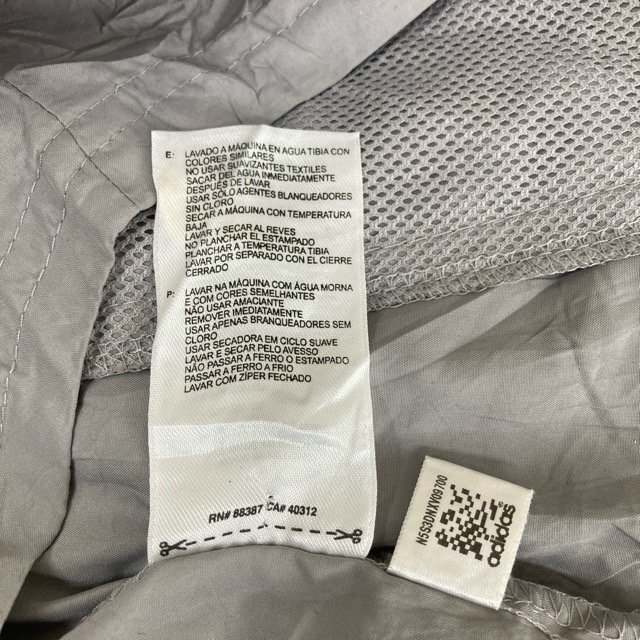 E: LAVADO A MÁQUINA EN AGUA TIBIA CON
COLORES SIMILARES
NO USAR SUAVIZANTES TEXTILES
SACAR DEL AGUA INMEDIATAMENTE
DESPUÉS DE LAVAR
USAR SÓLO AGENTES BLANQUEADORES
SIN CLORO
SECAR A MÁQUINA CON TEMPERATURA
BAJA
LAVAR Y SECAR AL REVES
NO PLANCHAR EL ESTAMPADO
PLANCHAR A TEMPERATURA TIBIA
LAVAR POR SEPARADO CON EL CIERRE
CERRADO
P: LAVAR NA MÁQUINA COM ÁGUA MORNA
E COM CORES SEMELHANTES
NÃO USAR AMACIANTE
REMOVER IMEDIATAMENTE
USAR APENAS BRANQUEADORES SEM
CLORO
USAR SECADORA EM CICLO SUAVE
LAVAR E SECAR PELO AVESSO
NÃO PASSAR A FERRO O ESTAMPADO
PASSAR A FERRO A FRIO
LAVAR COM ZÍPER FECHADO
RN# 88387 CA# 40312
N5S3DNXV09700
adidas